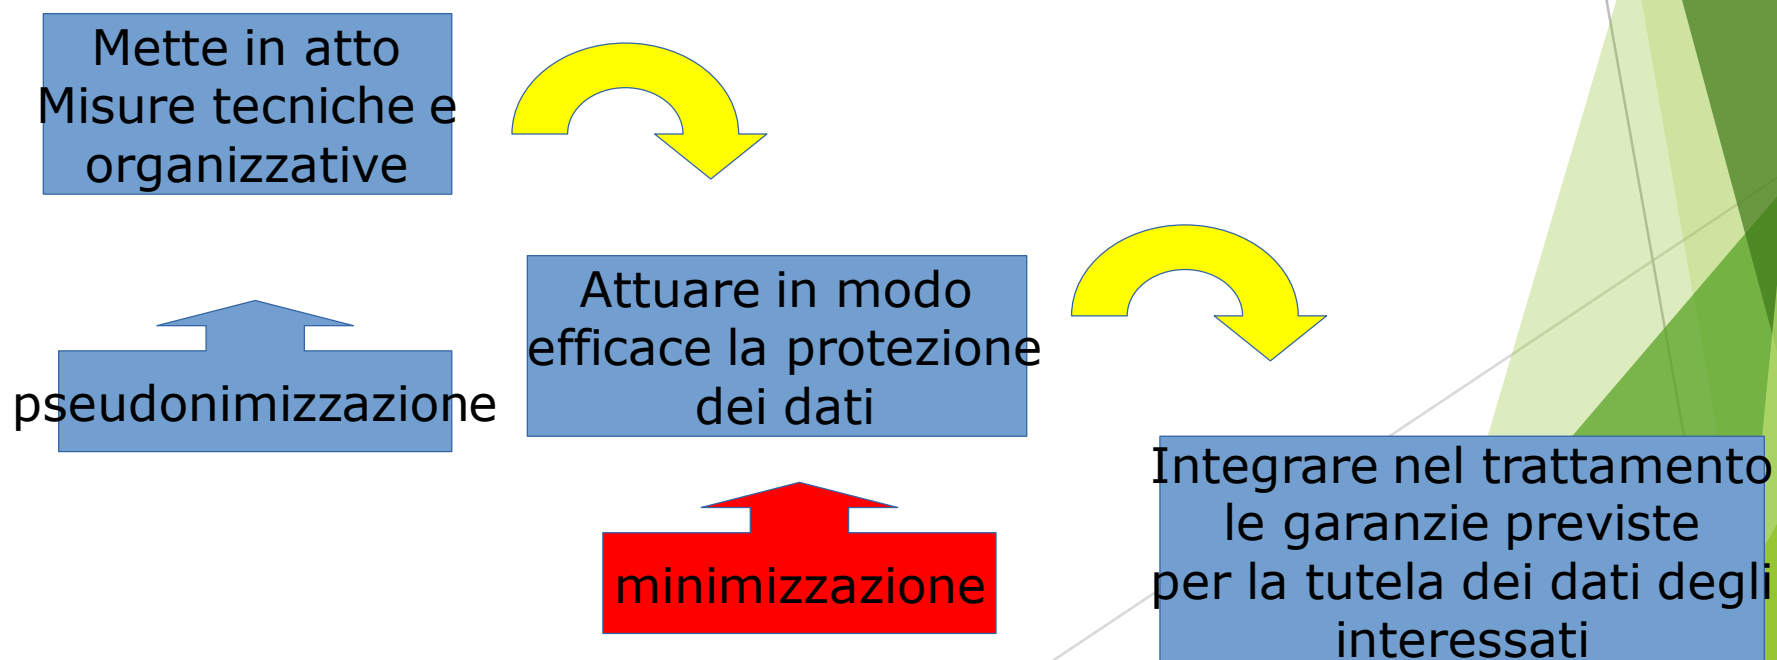 Mette in atto
Misure tecniche e
organizzative
pseudonimizzazione
Attuare in modo
efficace la protezione
dei dati
minimizzazione
Integrare nel trattamento
le garanzie previste
per la tutela dei dati degli
interessati